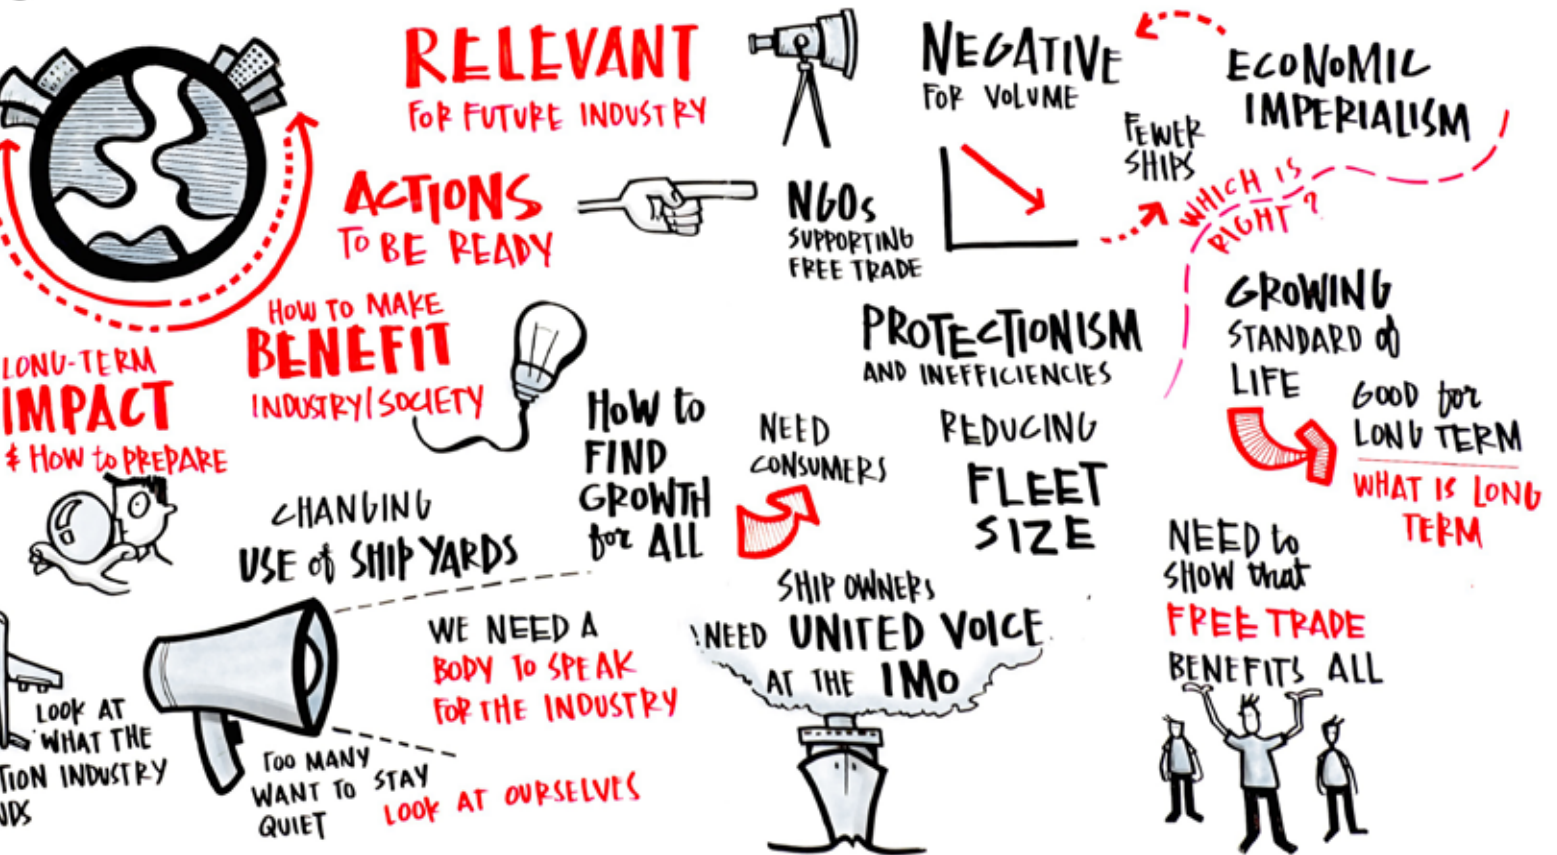 RELEVANT
FOR FUTURE INDUSTRY
ACTIONS
TO BE READY
HOW TO MAKE
BENEFIT
INDUSTRY/SOCIETY
LONG-TERM
IMPACT
& HOW to PREPARE
NEGATIVE
FOR VOLUME
ECONOMIC
IMPERIALISM
FEWER
SHIPS
WHICH IS
RIGHT?
NGOs
SUPPORTING
FREE TRADE
PROTECTIONISM
AND INEFFICIENCIES
GROWING
STANDARD of
LIFE
GOOD for
LONG TERM
WHAT IS LONG
TERM
HOW to
FIND
GROWTH
for ALL
NEED
CONSUMERS
REDUCING
FLEET
SIZE
CHANGING
USE of SHIP YARDS
WE NEED A
BODY TO SPEAK
FOR THE INDUSTRY
SHIP OWNERS
NEED UNITED VOICE
AT THE IMO
NEED to
SHOW that
FREE TRADE
BENEFITS ALL
LOOK AT
WHAT THE
TION INDUSTRY
TOO MANY
WANT TO STAY
QUIET
LOOK AT OURSELVES